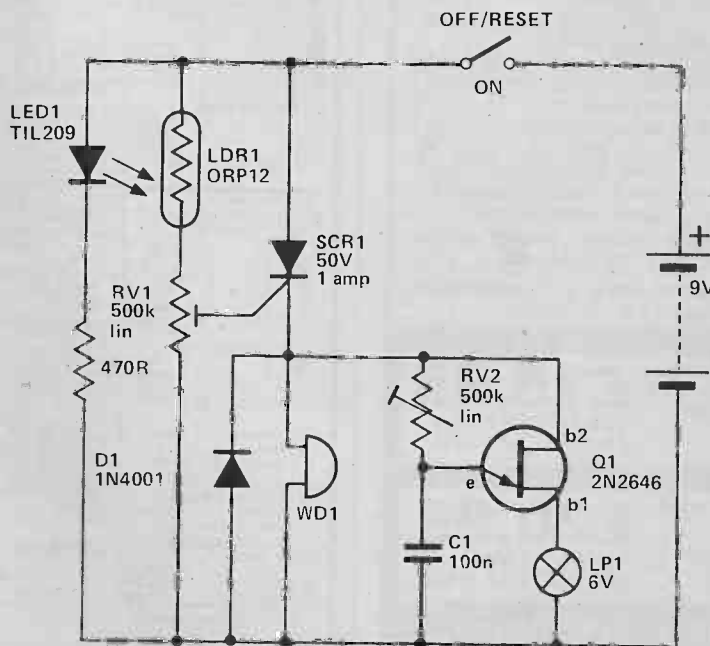 OFF/RESET
ON
LED1
TIL209
LDR1
ORP12
SCR1
50V
1 amp
+
9V
RV1
500k
lin
470R
RV2
500k
lin
D1
1N4001
WD1
b2
e
Q1
2N2646
b1
C1
100n
LP1
6V